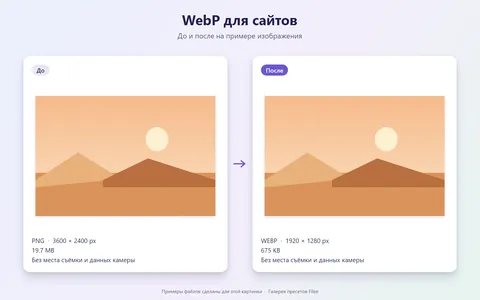 WebP для сайтов
До и после на примере изображения
До
После
PNG · 3600 × 2400 px
19.7 MB
Без места съёмки и данных камеры
WEBP · 1920 × 1280 px
675 KB
Без места съёмки и данных камеры
Примеры файлов сделаны для этой картинки · Галерея пресетов Filee